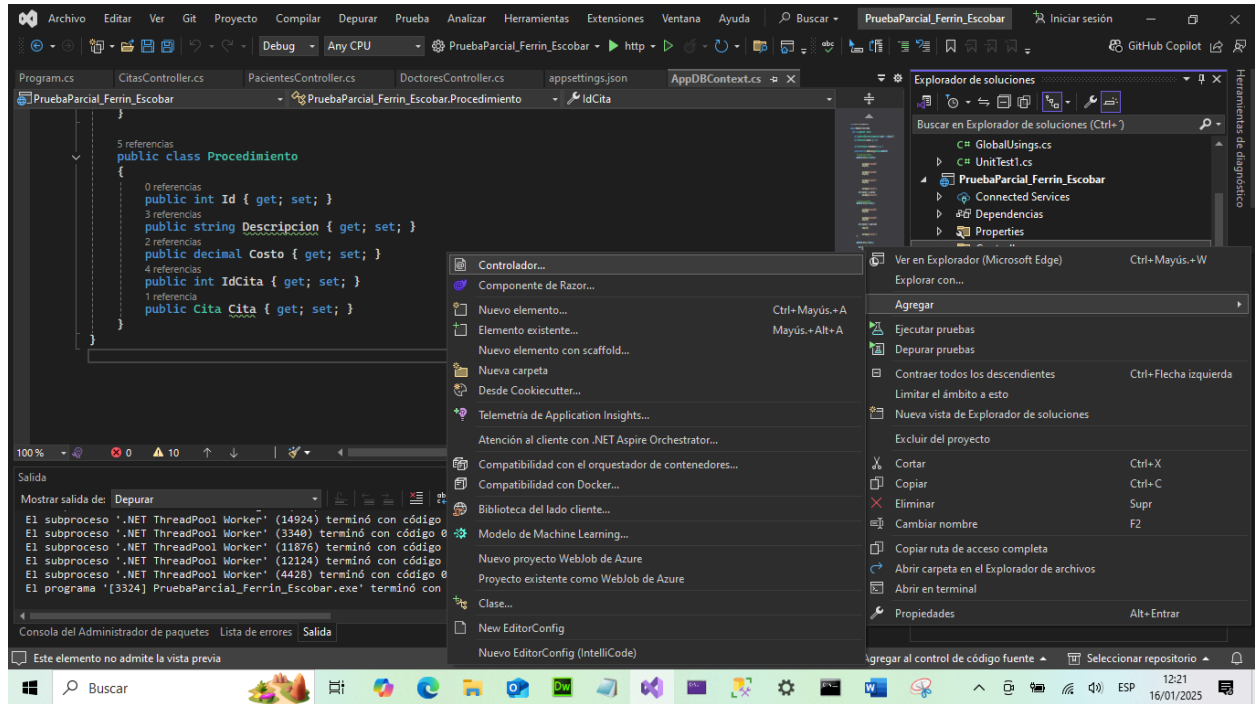 Archivo Editar Ver Git Proyecto Compilar Depurar Prueba Analizar Herramientas Extensiones Ventana Ayuda Buscar PruebaParcial_Ferrin_Escobar Iniciar sesión
Debug Any CPU PruebaParcial_Ferrin_Escobar http GitHub Copilot
Program.cs CitasController.cs PacientesController.cs DoctoresController.cs appsettings.json AppDBContext.cs
PruebaParcial_Ferrin_Escobar PruebaParcial_Ferrin_Escobar.Procedimiento IdCita
}
5 referencias
public class Procedimiento
{
0 referencias
public int Id { get; set; }
3 referencias
public string Descripcion { get; set; }
2 referencias
public decimal Costo { get; set; }
4 referencias
public int IdCita { get; set; }
1 referencia
public Cita Cita { get; set; }
}
}
100 % 0 10
Salida
Mostrar salida de: Depurar
El subproceso '.NET ThreadPool Worker' (14924) terminó con código
El subproceso '.NET ThreadPool Worker' (3340) terminó con código 0
El subproceso '.NET ThreadPool Worker' (11876) terminó con código
El subproceso '.NET ThreadPool Worker' (12124) terminó con código
El subproceso '.NET ThreadPool Worker' (4428) terminó con código 0
El programa '[3324] PruebaParcial_Ferrin_Escobar.exe' terminó con
Consola del Administrador de paquetes Lista de errores Salida
Este elemento no admite la vista previa
Controlador...
Componente de Razor...
Nuevo elemento... Ctrl+Mayús.+A
Elemento existente... Mayús.+Alt+A
Nuevo elemento con scaffold...
Nueva carpeta
Desde Cookiecutter...
Telemetría de Application Insights...
Atención al cliente con .NET Aspire Orchestrator...
Compatibilidad con el orquestador de contenedores...
Compatibilidad con Docker...
Biblioteca del lado cliente...
Modelo de Machine Learning...
Nuevo proyecto WebJob de Azure
Proyecto existente como WebJob de Azure
Clase...
New EditorConfig
Nuevo EditorConfig (IntelliCode)
Explorador de soluciones
Buscar en Explorador de soluciones (Ctrl+´)
C# GlobalUsings.cs
C# UnitTest1.cs
PruebaParcial_Ferrin_Escobar
Connected Services
Dependencias
Properties
Ver en Explorador (Microsoft Edge) Ctrl+Mayús.+W
Explorar con...
Agregar
Ejecutar pruebas
Depurar pruebas
Contraer todos los descendientes Ctrl+Flecha izquierda
Limitar el ámbito a esto
Nueva vista de Explorador de soluciones
Excluir del proyecto
Cortar Ctrl+X
Copiar Ctrl+C
Eliminar Supr
Cambiar nombre F2
Copiar ruta de acceso completa
Abrir carpeta en el Explorador de archivos
Abrir en terminal
Propiedades Alt+Entrar
Agregar al control de código fuente Seleccionar repositorio
Herramientas de diagnóstico
Buscar
Dw
ESP
12:21
16/01/2025